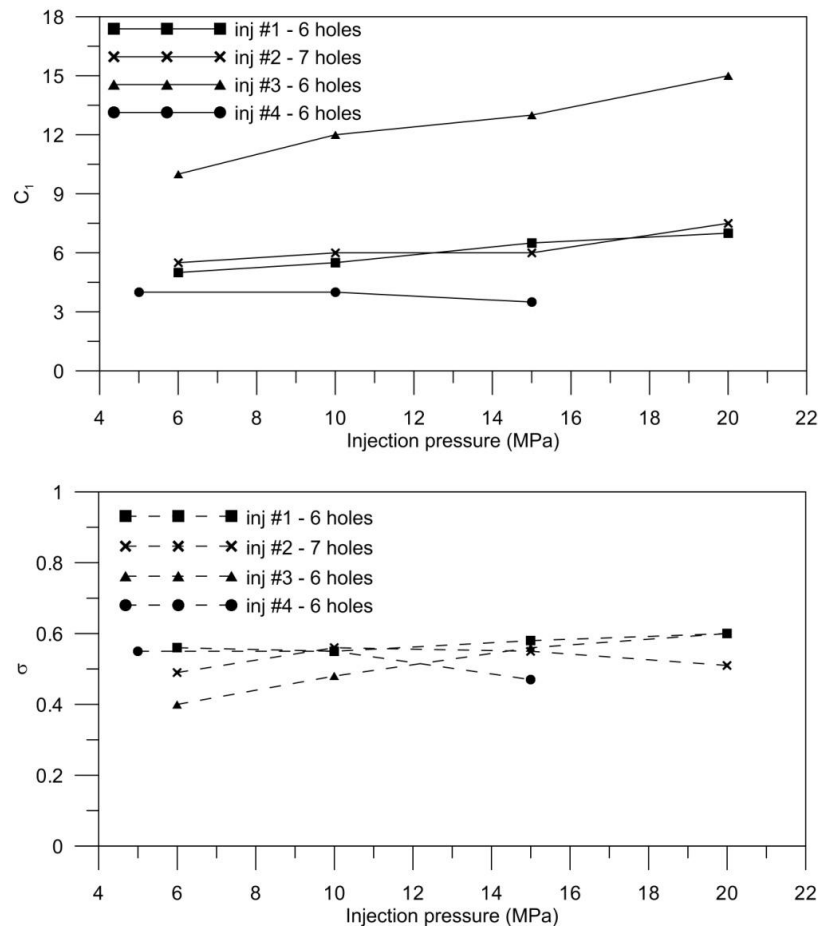 18
15
12
9
6
3
0
C₁
inj #1 - 6 holes
inj #2 - 7 holes
inj #3 - 6 holes
inj #4 - 6 holes
4 6 8 10 12 14 16 18 20 22
Injection pressure (MPa)
1
0.8
0.6
0.4
0.2
0
σ
inj #1 - 6 holes
inj #2 - 7 holes
inj #3 - 6 holes
inj #4 - 6 holes
4 6 8 10 12 14 16 18 20 22
Injection pressure (MPa)